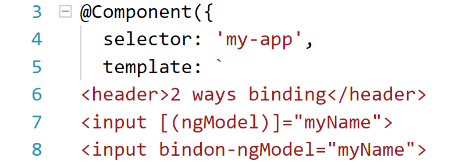 3 @Component({
4 selector: 'my-app',
5 template: `
6 <header>2 ways binding</header>
7 <input [(ngModel)]="myName">
8 <input bindon-ngModel="myName">